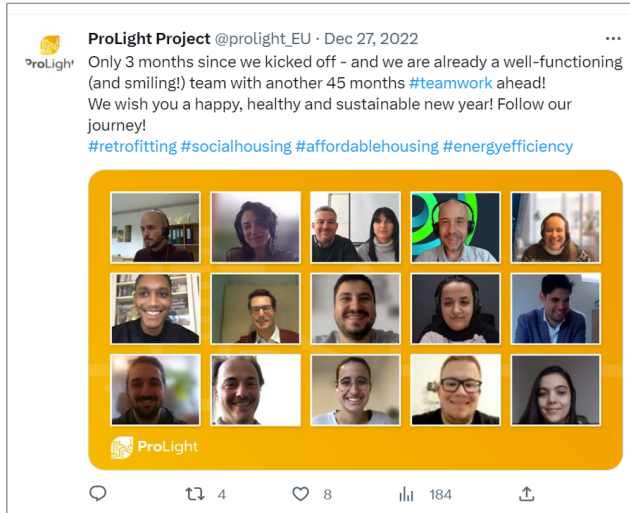 ProLight Project @prolight_EU · Dec 27, 2022
ProLight
Only 3 months since we kicked off - and we are already a well-functioning
(and smiling!) team with another 45 months #teamwork ahead!
We wish you a happy, healthy and sustainable new year! Follow our
journey!
#retrofitting #socialhousing #affordablehousing #energyefficiency
ProLight
4 8 184